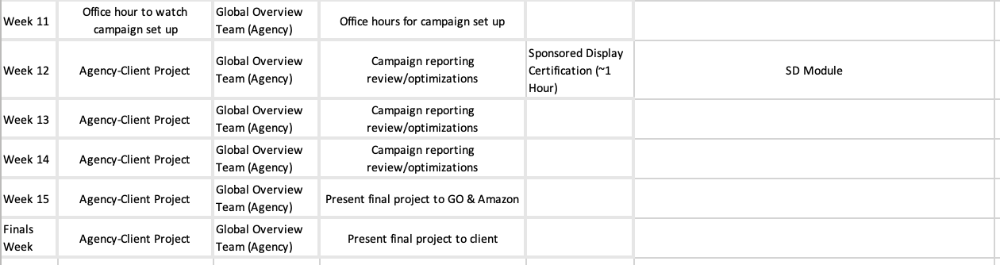 Week 11
Office hour to watch
campaign set up
Global Overview
Team (Agency)
Office hours for campaign set up
Week 12
Agency-Client Project
Global Overview
Team (Agency)
Campaign reporting
review/optimizations
Sponsored Display
Certification (~1
Hour)
SD Module
Week 13
Agency-Client Project
Global Overview
Team (Agency)
Campaign reporting
review/optimizations
Week 14
Agency-Client Project
Global Overview
Team (Agency)
Campaign reporting
review/optimizations
Week 15
Agency-Client Project
Global Overview
Team (Agency)
Present final project to GO & Amazon
Finals
Week
Agency-Client Project
Global Overview
Team (Agency)
Present final project to client